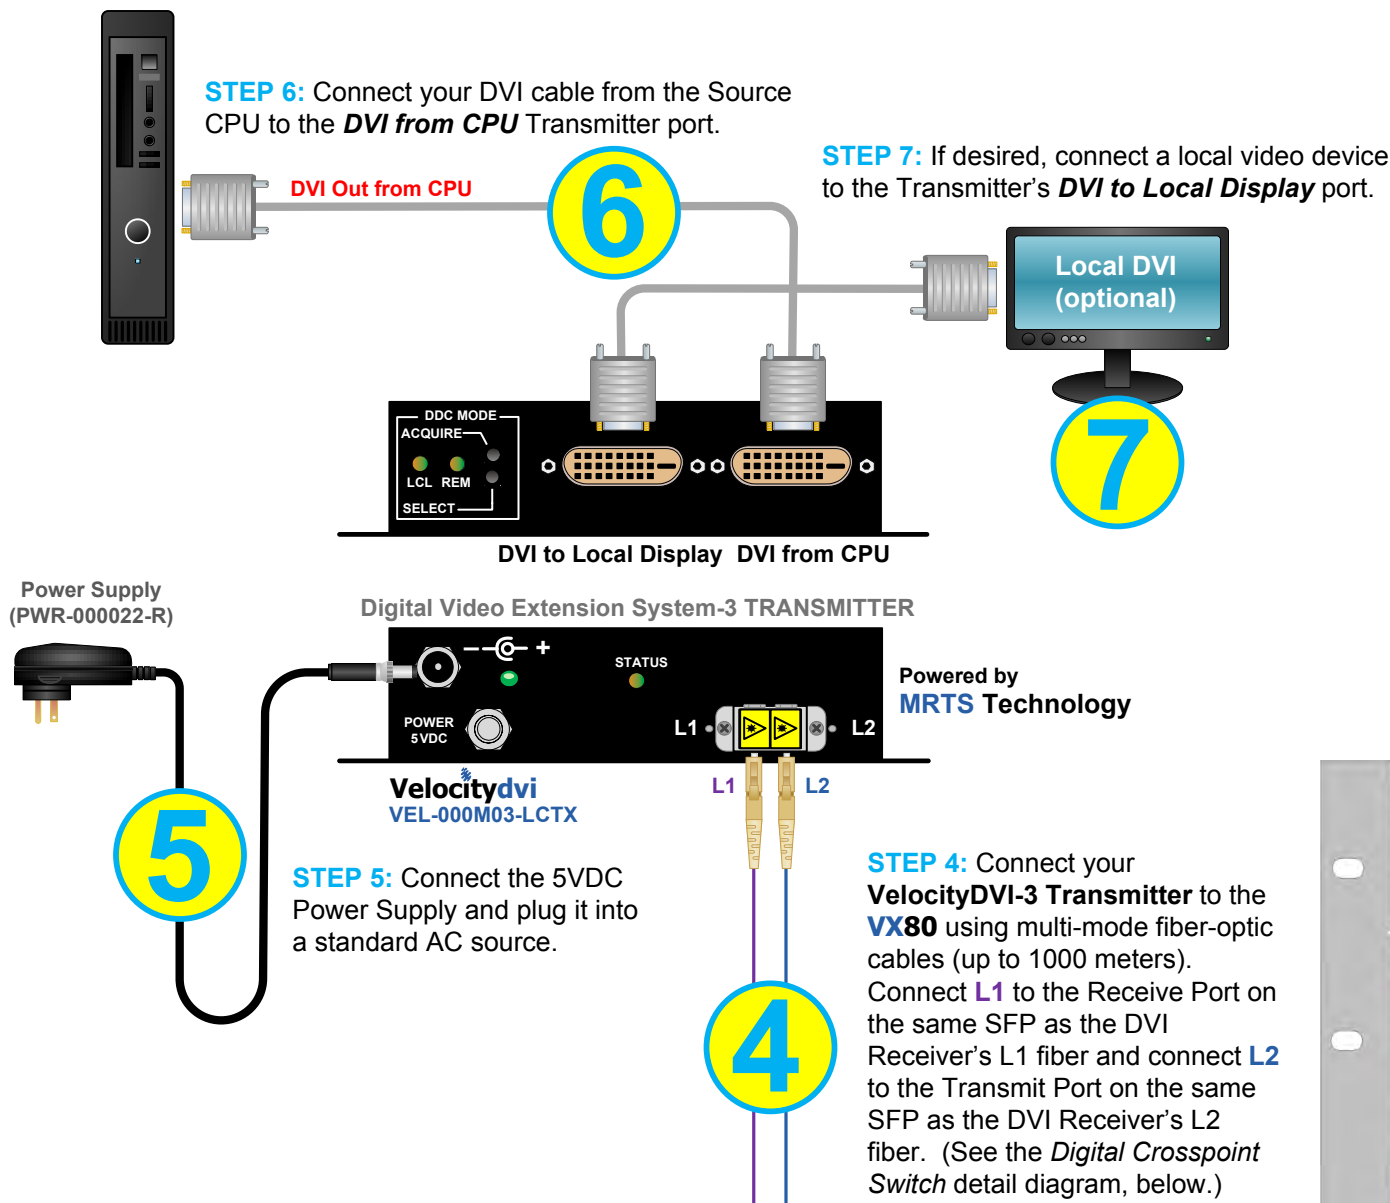 STEP 6: Connect your DVI cable from the Source
CPU to the DVI from CPU Transmitter port.
STEP 7: If desired, connect a local video device
to the Transmitter's DVI to Local Display port.
DVI Out from CPU
6
Local DVI
(optional)
7
DDC MODE
ACQUIRE
LCL REM
SELECT
DVI to Local Display DVI from CPU
Power Supply
(PWR-000022-R)
Digital Video Extension System-3 TRANSMITTER
- +
STATUS
POWER
5VDC
L1 L2
Powered by
MRTS Technology
Velocitydvi
VEL-000M03-LCTX
L1 L2
5
STEP 5: Connect the 5VDC
Power Supply and plug it into
a standard AC source.
4
STEP 4: Connect your
VelocityDVI-3 Transmitter to the
VX80 using multi-mode fiber-optic
cables (up to 1000 meters).
Connect L1 to the Receive Port on
the same SFP as the DVI
Receiver's L1 fiber and connect L2
to the Transmit Port on the same
SFP as the DVI Receiver's L2
fiber. (See the Digital Crosspoint
Switch detail diagram, below.)